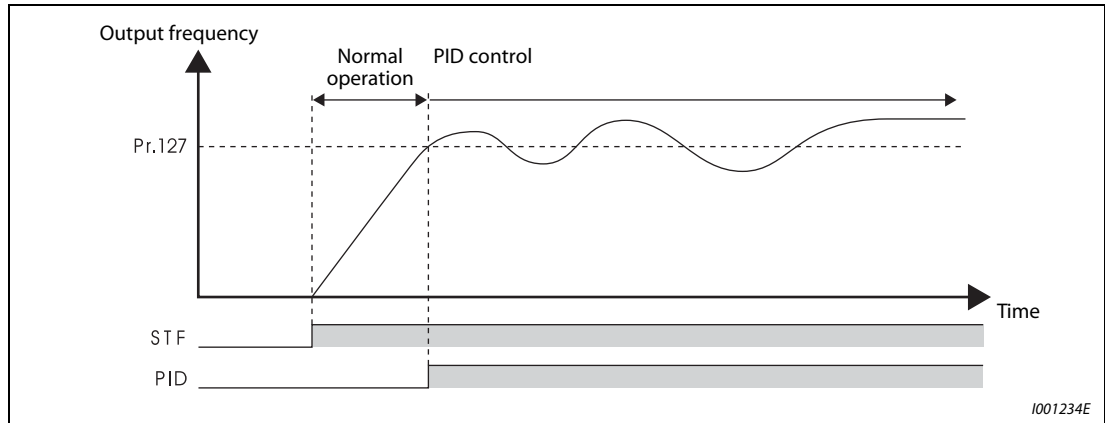 Output frequency
Normal
operation
PID control
Pr.127
Time
STF
PID
I001234E